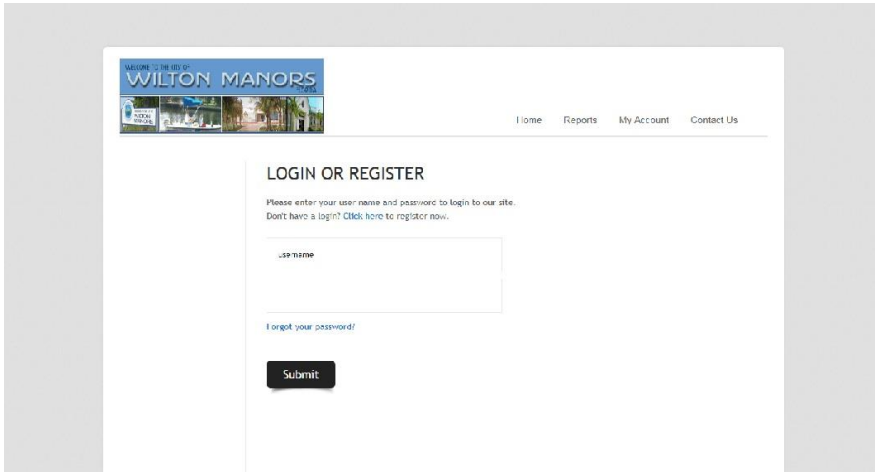 WELCOME TO THE CITY OF
WILTON MANORS
Home Reports My Account Contact Us
LOGIN OR REGISTER
Please enter your user name and password to login to our site.
Don't have a login? Click here to register now.
username
Forgot your password?
Submit